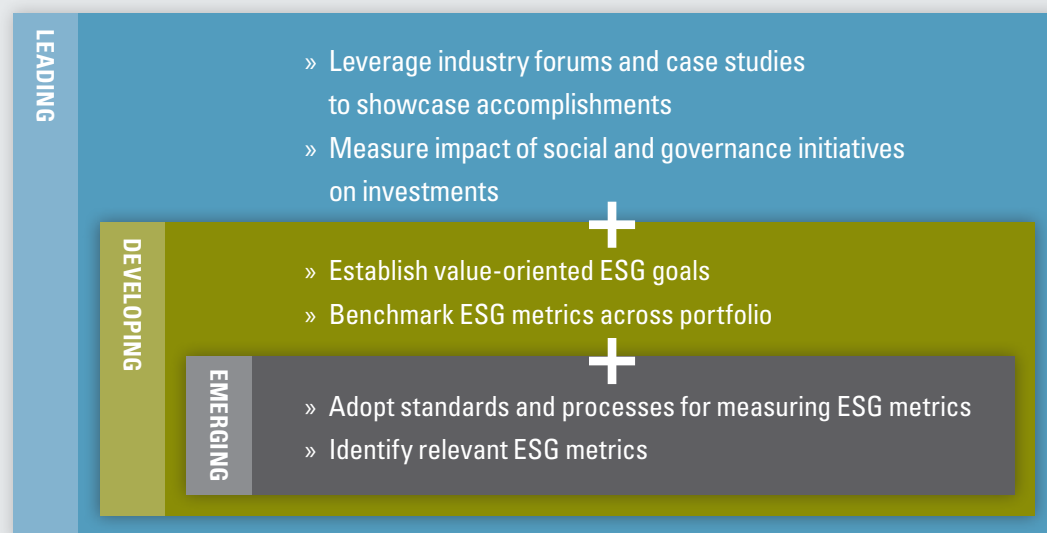 LEADING
» Leverage industry forums and case studies
to showcase accomplishments
» Measure impact of social and governance initiatives
on investments
+
DEVELOPING
» Establish value-oriented ESG goals
» Benchmark ESG metrics across portfolio
+
EMERGING
» Adopt standards and processes for measuring ESG metrics
» Identify relevant ESG metrics